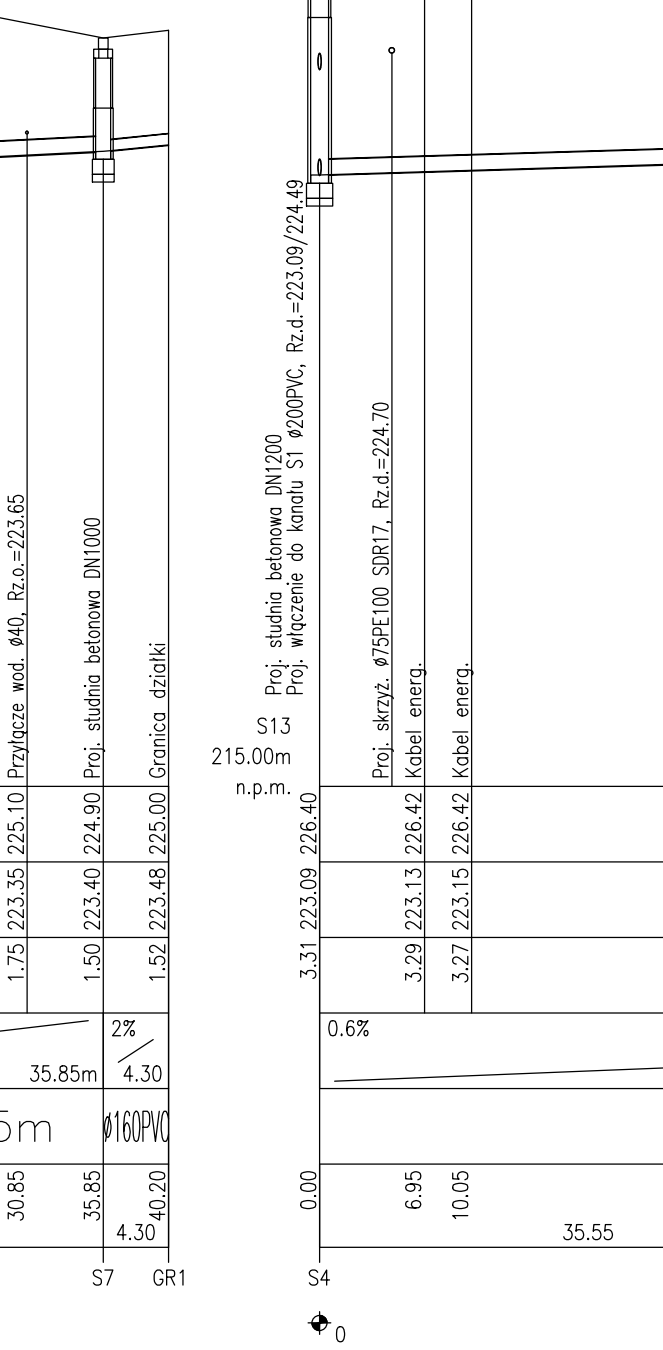 Przyłącze wod. ø40, Rz.o.=223.65
Proj. studnia betonowa DN1000
Granica działki
Proj. studnia betonowa DN1200
Proj. włączenie do kanału S1 ø200PVC, Rz.d.=223.09/224.49
Proj. skrzyż. ø75PE100 SDR17, Rz.d.=224.70
Kabel energ.
Kabel energ.
S13
215.00m
n.p.m.
225.10 224.90 225.00 226.40 226.42 226.42
223.35 223.40 223.48 223.09 223.13 223.15
1.75 1.50 1.52 3.31 3.29 3.27
2% 0.6%
35.85m 4.30
5m ø160PVC
30.85 35.85 40.20 0.00 6.95 10.05
4.30 35.55
S7 GR1 S4
0